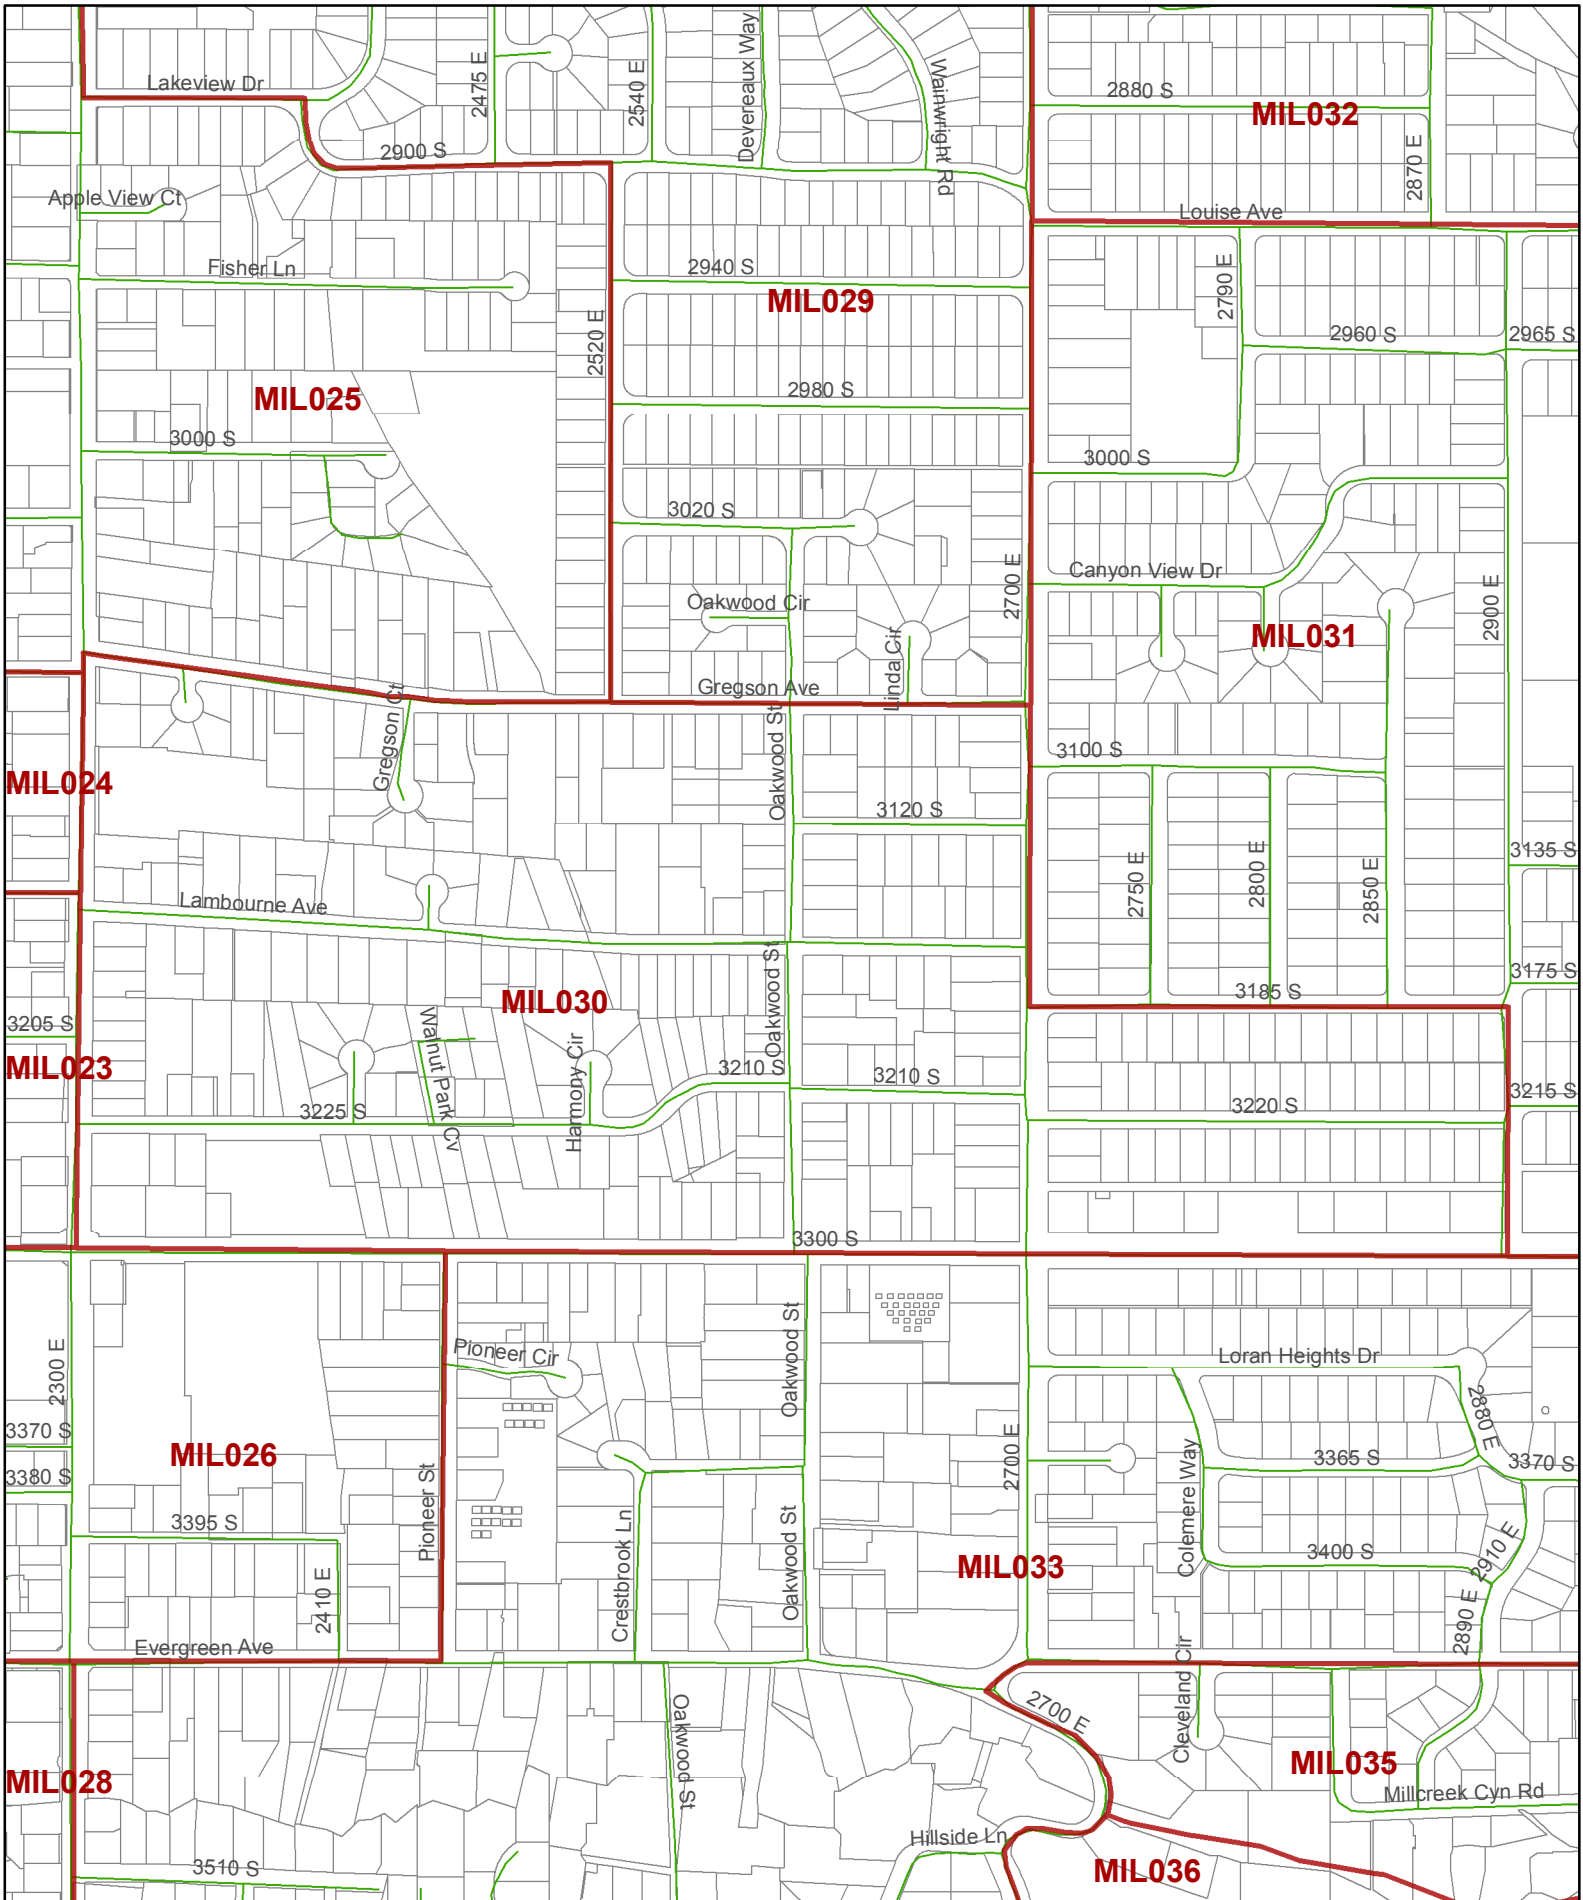 Lakeview Dr
2475 E
2540 E
Devereaux Way
Wainwright Rd
2880 S
MIL032
2900 S
2870 E
Apple View Ct
Louise Ave
Fisher Ln
2940 S
MIL029
2790 E
2520 E
2960 S
2965 S
MIL025
2980 S
3000 S
3000 S
3020 S
2700 E
Canyon View Dr
2900 E
Oakwood Cir
MIL031
Linda Cir
Gregson Ave
Gregson Ct
Oakwood St
3100 S
MIL024
3120 S
3135 S
2750 E
2800 E
2850 E
Lambourne Ave
Oakwood St
3175 S
MIL030
3185 S
3205 S
Walnut Park Cv
Harmony Cir
MIL023
3210 S
3210 S
3215 S
3225 S
3220 S
3300 S
Pioneer Cir
Oakwood St
Loran Heights Dr
2300 E
2880 E
3370 S
MIL026
2700 E
Colemere Way
3365 S
3370 S
3380 S
Pioneer St
3395 S
Crestbrook Ln
Oakwood St
MIL033
3400 S
2910 E
2410 E
2890 E
Evergreen Ave
Cleveland Cir
2700 E
Oakwood St
MIL028
MIL035
Millcreek Cyn Rd
Hillside Ln
3510 S
MIL036